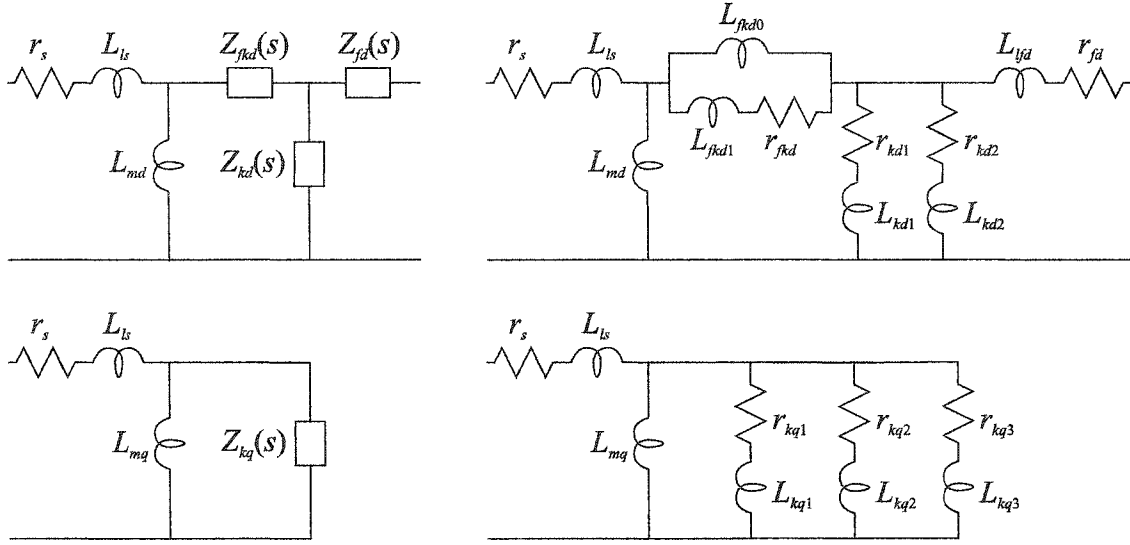 r_s L_ls Z_fkd(s) Z_fd(s)
L_md Z_kd(s)
L_fkd0
r_s L_ls L_lfd r_fd
L_fkd1 r_fkd r_kd1 r_kd2
L_md
L_kd1 L_kd2
r_s L_ls
L_mq Z_kq(s)
r_s L_ls
r_kq1 r_kq2 r_kq3
L_mq
L_kq1 L_kq2 L_kq3